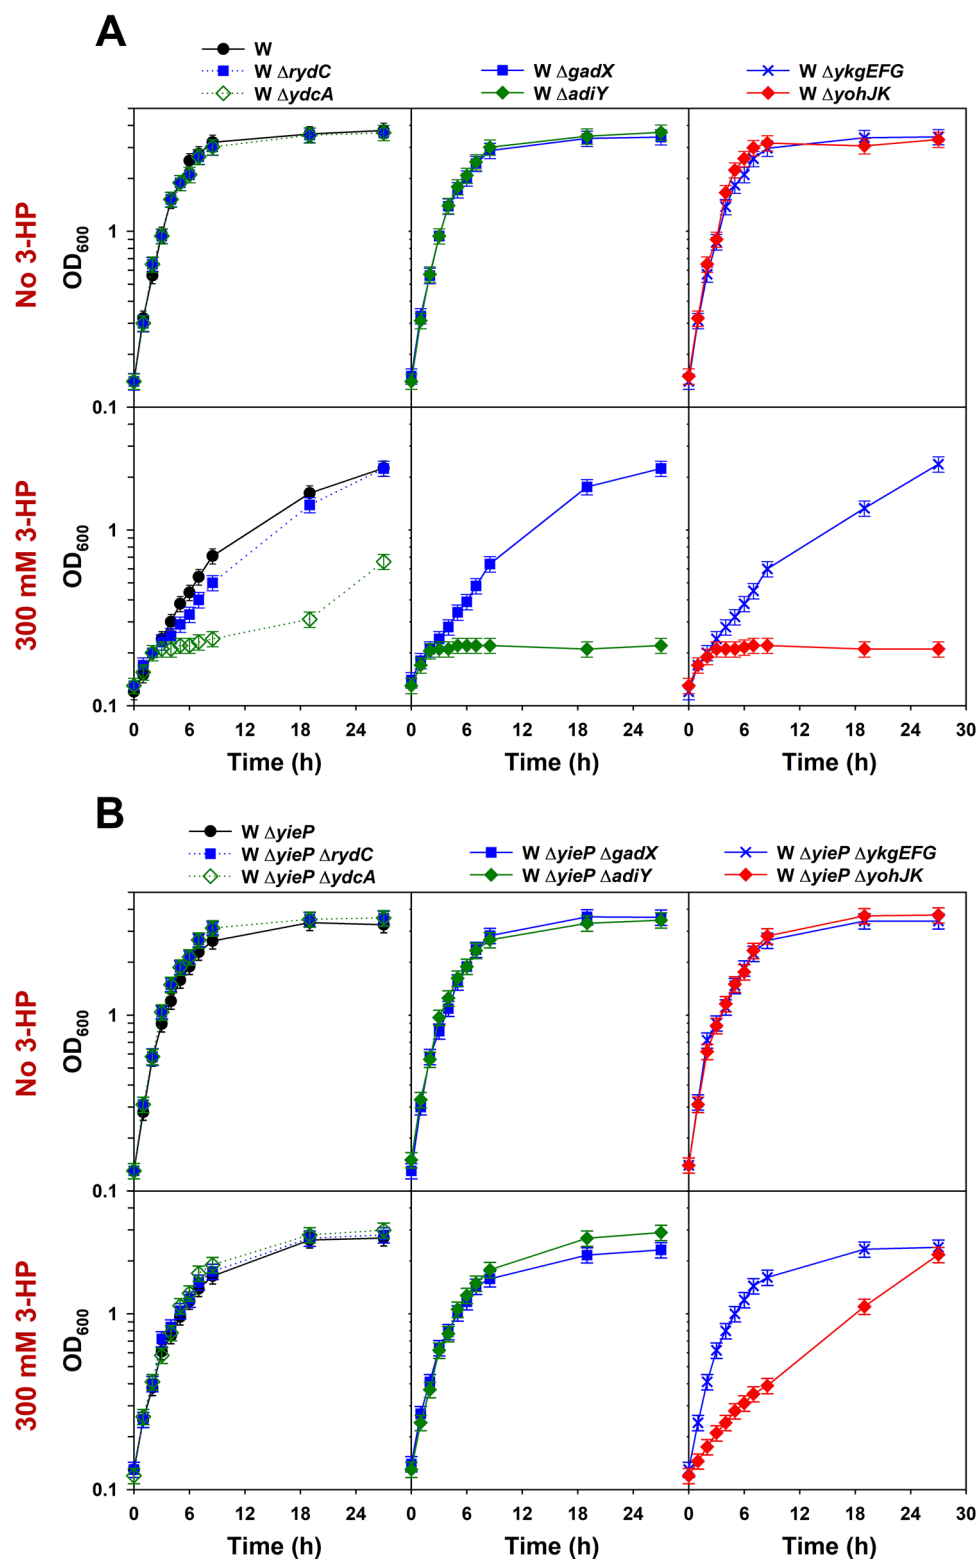 A
W
W ΔrydC
W ΔydcA
W ΔgadX
W ΔadiY
W ΔykgEFG
W ΔyohJK
No 3-HP
OD600
1
0.1
300 mM 3-HP
OD600
1
0.1
0 6 12 18 24 0 6 12 18 24 0 6 12 18 24 30
Time (h) Time (h) Time (h)
B
W ΔyieP
W ΔyieP ΔrydC
W ΔyieP ΔydcA
W ΔyieP ΔgadX
W ΔyieP ΔadiY
W ΔyieP ΔykgEFG
W ΔyieP ΔyohJK
No 3-HP
OD600
1
0.1
300 mM 3-HP
OD600
1
0.1
0 6 12 18 24 0 6 12 18 24 0 6 12 18 24 30
Time (h) Time (h) Time (h)